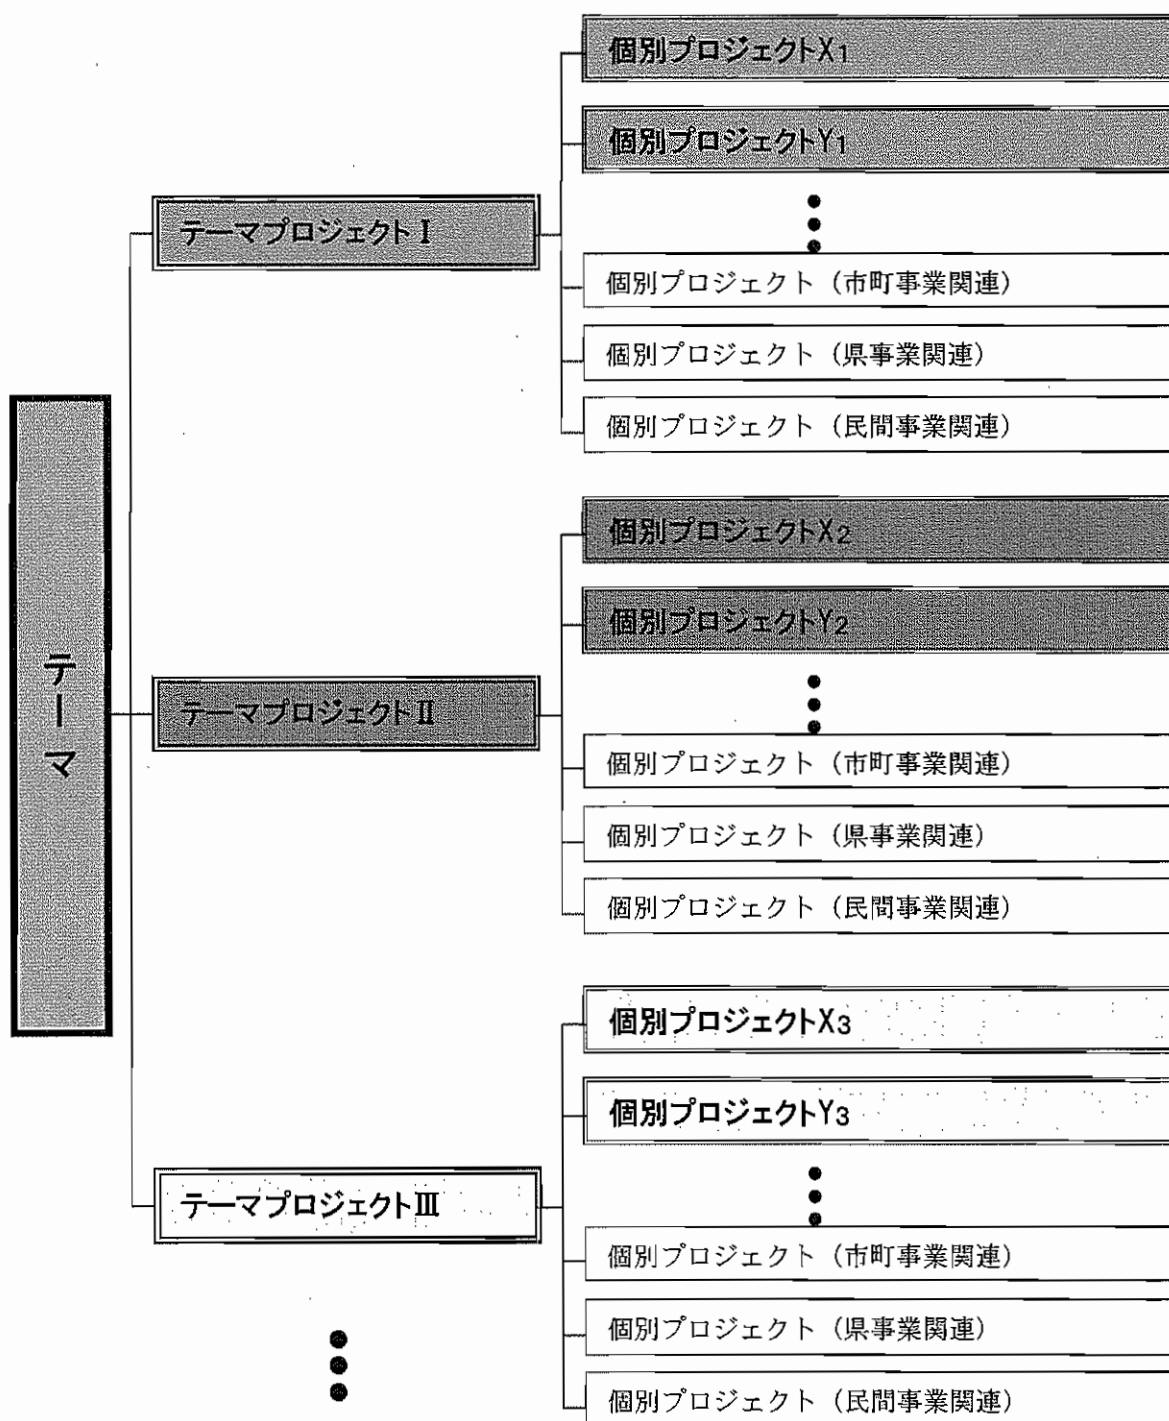 テーマ
テーマプロジェクトⅠ
個別プロジェクトX1
個別プロジェクトY1
個別プロジェクト（市町事業関連）
個別プロジェクト（県事業関連）
個別プロジェクト（民間事業関連）
テーマプロジェクトⅡ
個別プロジェクトX2
個別プロジェクトY2
個別プロジェクト（市町事業関連）
個別プロジェクト（県事業関連）
個別プロジェクト（民間事業関連）
テーマプロジェクトⅢ
個別プロジェクトX3
個別プロジェクトY3
個別プロジェクト（市町事業関連）
個別プロジェクト（県事業関連）
個別プロジェクト（民間事業関連）